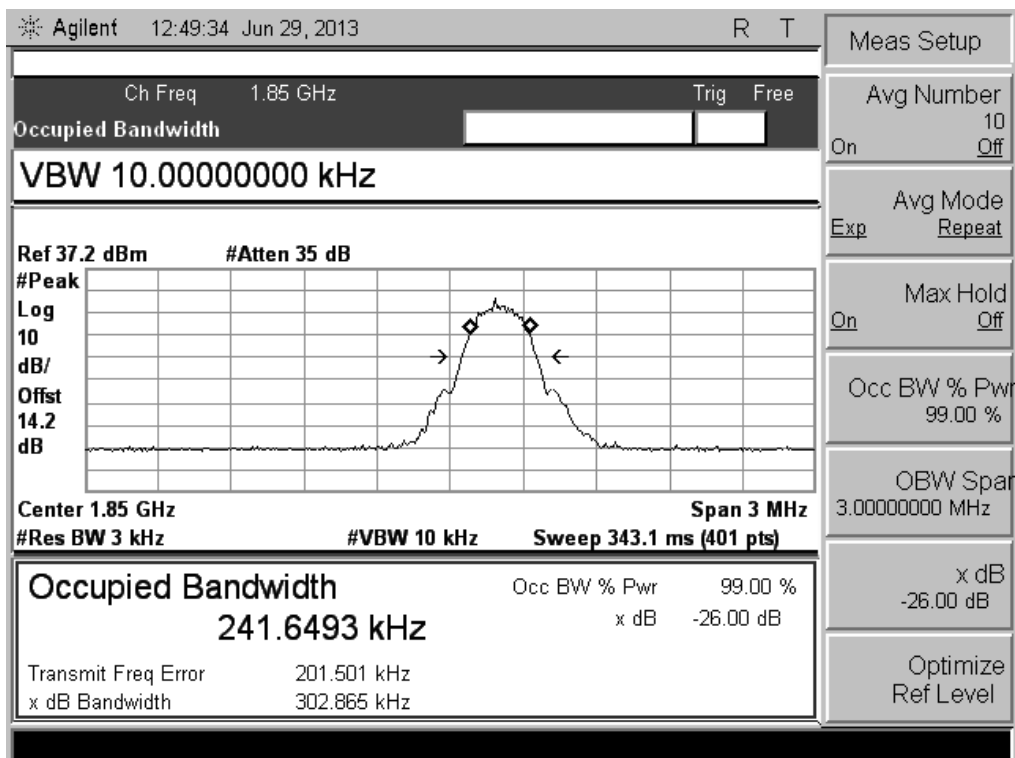 Agilent 12:49:34 Jun 29, 2013 R T
Ch Freq 1.85 GHz Trig Free
Occupied Bandwidth
VBW 10.00000000 kHz
Ref 37.2 dBm #Atten 35 dB
#Peak
Log
10
dB/
Offst
14.2
dB
Center 1.85 GHz Span 3 MHz
#Res BW 3 kHz #VBW 10 kHz Sweep 343.1 ms (401 pts)
Occupied Bandwidth Occ BW % Pwr 99.00 %
241.6493 kHz x dB -26.00 dB
Transmit Freq Error 201.501 kHz
x dB Bandwidth 302.865 kHz
Meas Setup
Avg Number
10
On Off
Avg Mode
Exp Repeat
Max Hold
On Off
Occ BW % Pwr
99.00 %
OBW Span
3.00000000 MHz
x dB
-26.00 dB
Optimize
Ref Level